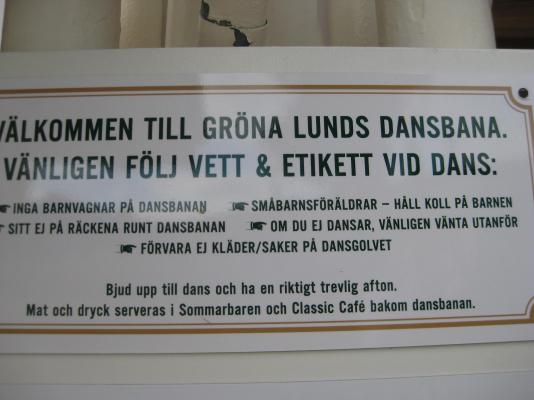 VÄLKOMMEN TILL GRÖNA LUNDS DANSBANA.
VÄNLIGEN FÖLJ VETT & ETIKETT VID DANS:
INGA BARNVAGNAR PÅ DANSBANAN SMÅBARNSFÖRÄLDRAR – HÅLL KOLL PÅ BARNEN
SITT EJ PÅ RÄCKENA RUNT DANSBANAN OM DU EJ DANSAR, VÄNLIGEN VÄNTA UTANFÖR
FÖRVARA EJ KLÄDER/SAKER PÅ DANSGOLVET
Bjud upp till dans och ha en riktigt trevlig afton.
Mat och dryck serveras i Sommarbaren och Classic Café bakom dansbanan.